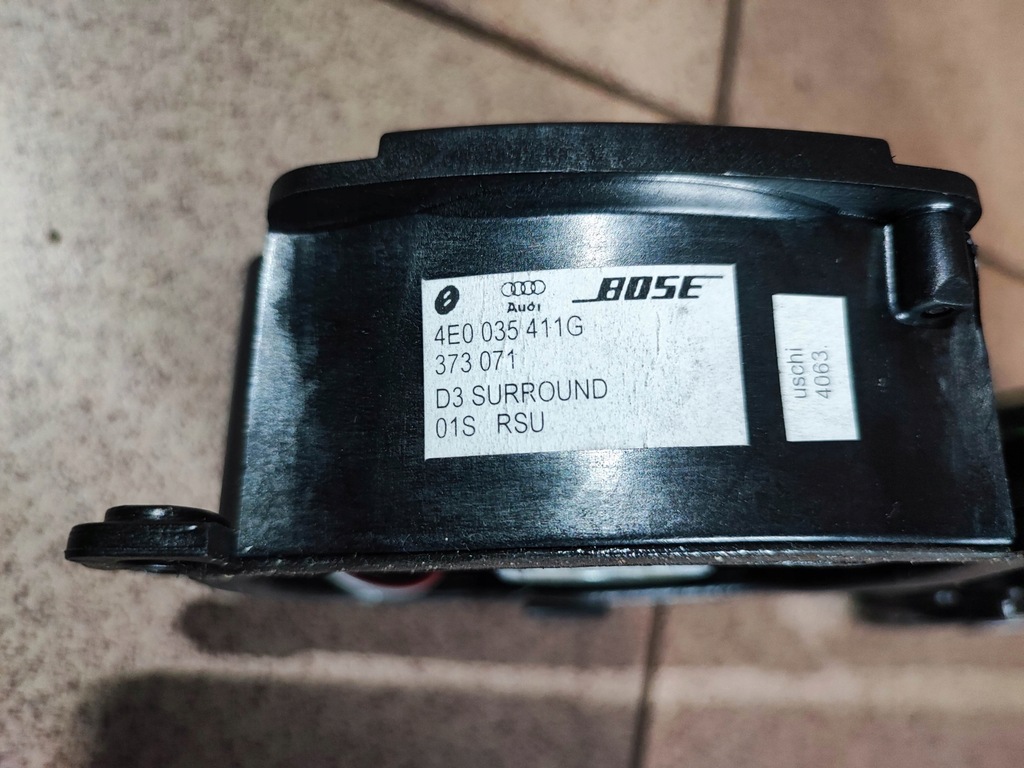 Audi
BOSE
4E0 035 411G
373 071
D3 SURROUND
01S RSU
uschi
4063